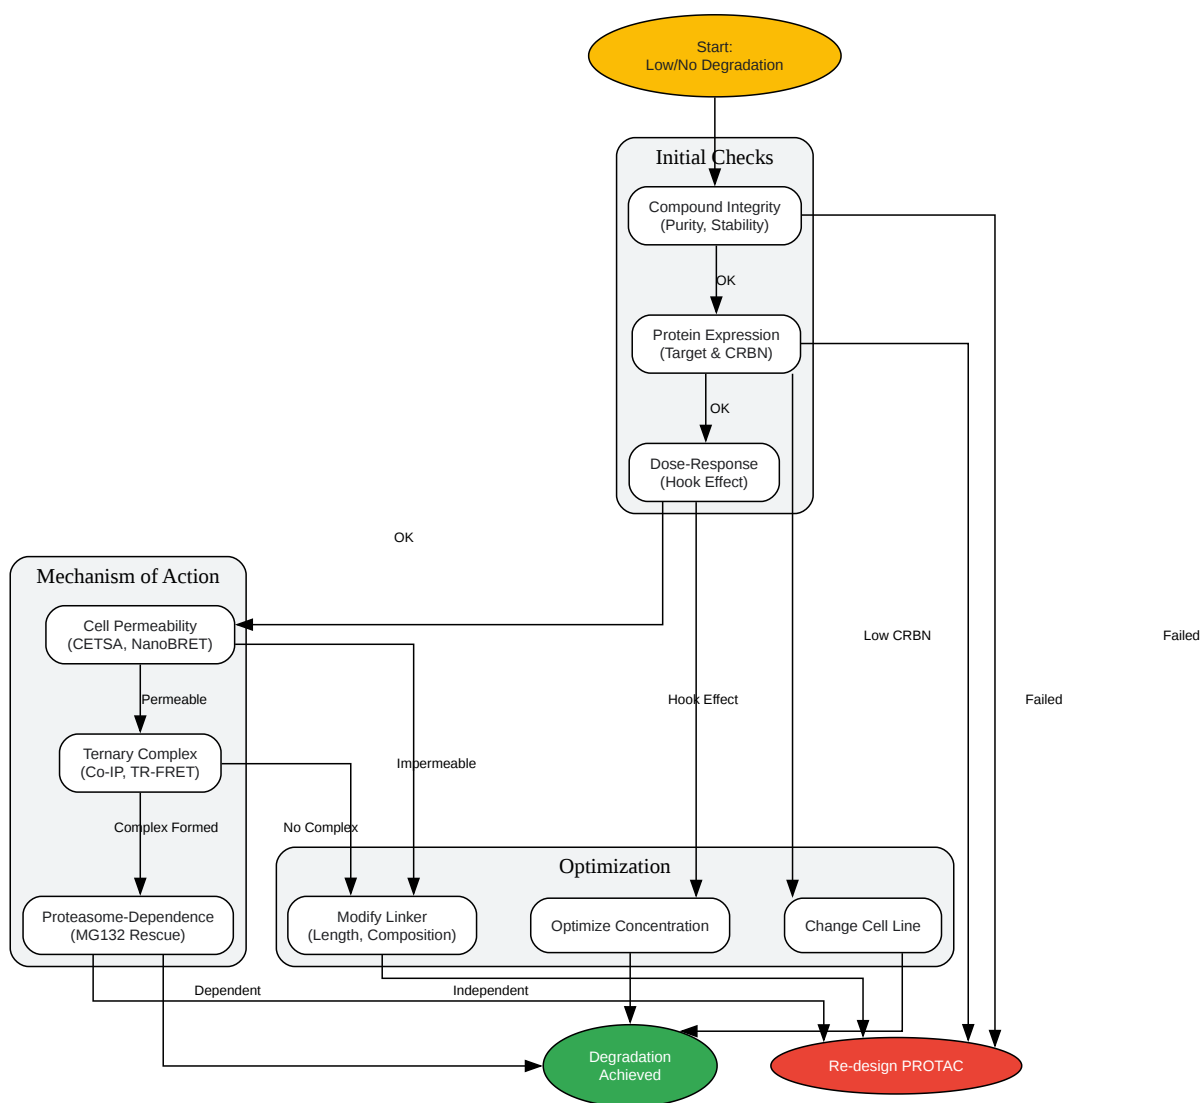 Start:
Low/No Degradation
Initial Checks
Compound Integrity
(Purity, Stability)
OK
Protein Expression
(Target & CRBN)
OK
Dose-Response
(Hook Effect)
OK
Mechanism of Action
Cell Permeability
(CETSA, NanoBRET)
Low CRBN
Failed
Permeable
Hook Effect
Failed
Ternary Complex
(Co-IP, TR-FRET)
Impermeable
Complex Formed
No Complex
Optimization
Proteasome-Dependence
(MG132 Rescue)
Modify Linker
(Length, Composition)
Optimize Concentration
Change Cell Line
Dependent
Independent
Degradation
Achieved
Re-design PROTAC